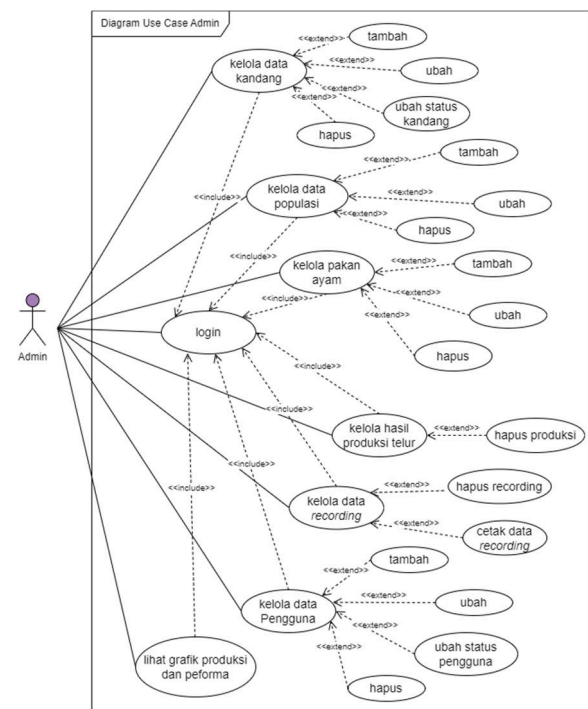 Diagram Use Case Admin
<<extend>>
tambah
kelola data
kandang
<<extend>>
ubah
<<extend>>
ubah status
kandang
<<extend>>
hapus
<<extend>>
tambah
<<include>>
kelola data
populasi
<<extend>>
ubah
<<extend>>
hapus
<<include>>
kelola pakan
ayam
<<extend>>
tambah
<<extend>>
ubah
<<include>>
<<extend>>
hapus
Admin
login
<<include>>
<<include>>
kelola hasil
produksi telur
<<extend>>
hapus produksi
<<include>>
<<include>>
kelola data
recording
<<extend>>
hapus recording
<<extend>>
cetak data
recording
<<extend>>
tambah
kelola data
Pengguna
<<extend>>
ubah
<<extend>>
ubah status
pengguna
<<extend>>
hapus
lihat grafik produksi
dan peforma